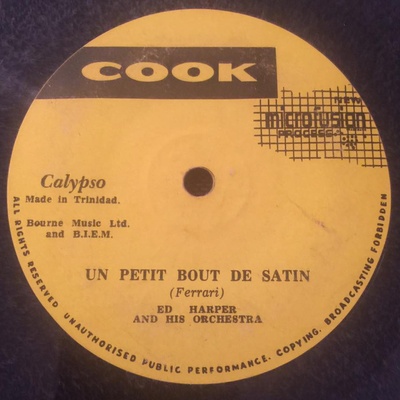 COOK
NEW
microfusion
PROCESS
Calypso
Made in Trinidad.
Bourne Music Ltd.
and B.I.E.M.
UN PETIT BOUT DE SATIN
(Ferrari)
ED HARPER
AND HIS ORCHESTRA
ALL RIGHTS RESERVED UNAUTHORISED PUBLIC PERFORMANCE. COPYING. BROADCASTING FORBIDDEN